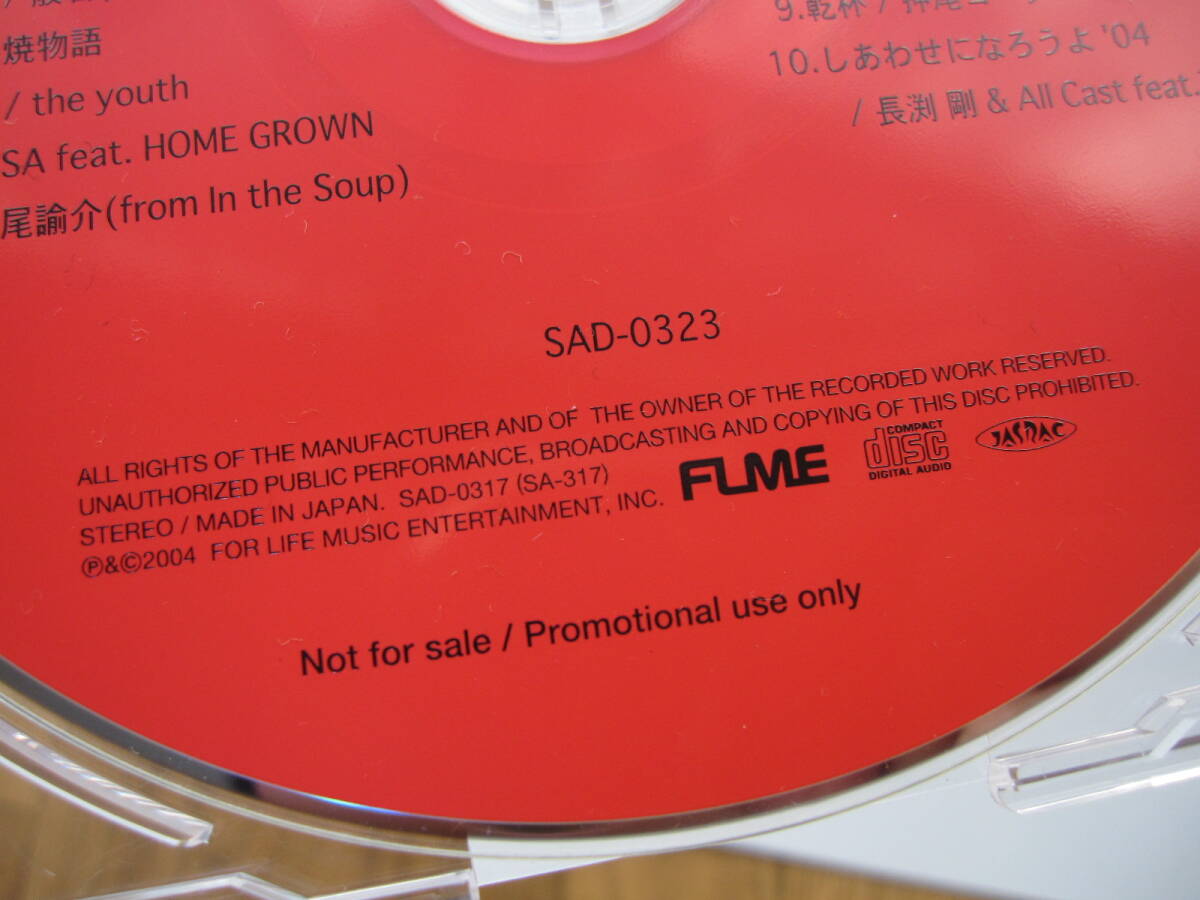 焼物語
/ the youth
SA feat. HOME GROWN
尾諭介(from In the Soup)
9.乾杯 /
10.しあわせになろうよ '04
/ 長渕 剛 & All Cast feat.
SAD-0323
ALL RIGHTS OF THE MANUFACTURER AND OF THE OWNER OF THE RECORDED WORK RESERVED.
UNAUTHORIZED PUBLIC PERFORMANCE, BROADCASTING AND COPYING OF THIS DISC PROHIBITED.
STEREO / MADE IN JAPAN. SAD-0317 (SA-317)
℗&©2004 FOR LIFE MUSIC ENTERTAINMENT, INC.
FLME
COMPACT
disc
DIGITAL AUDIO
JASRAC
Not for sale / Promotional use only